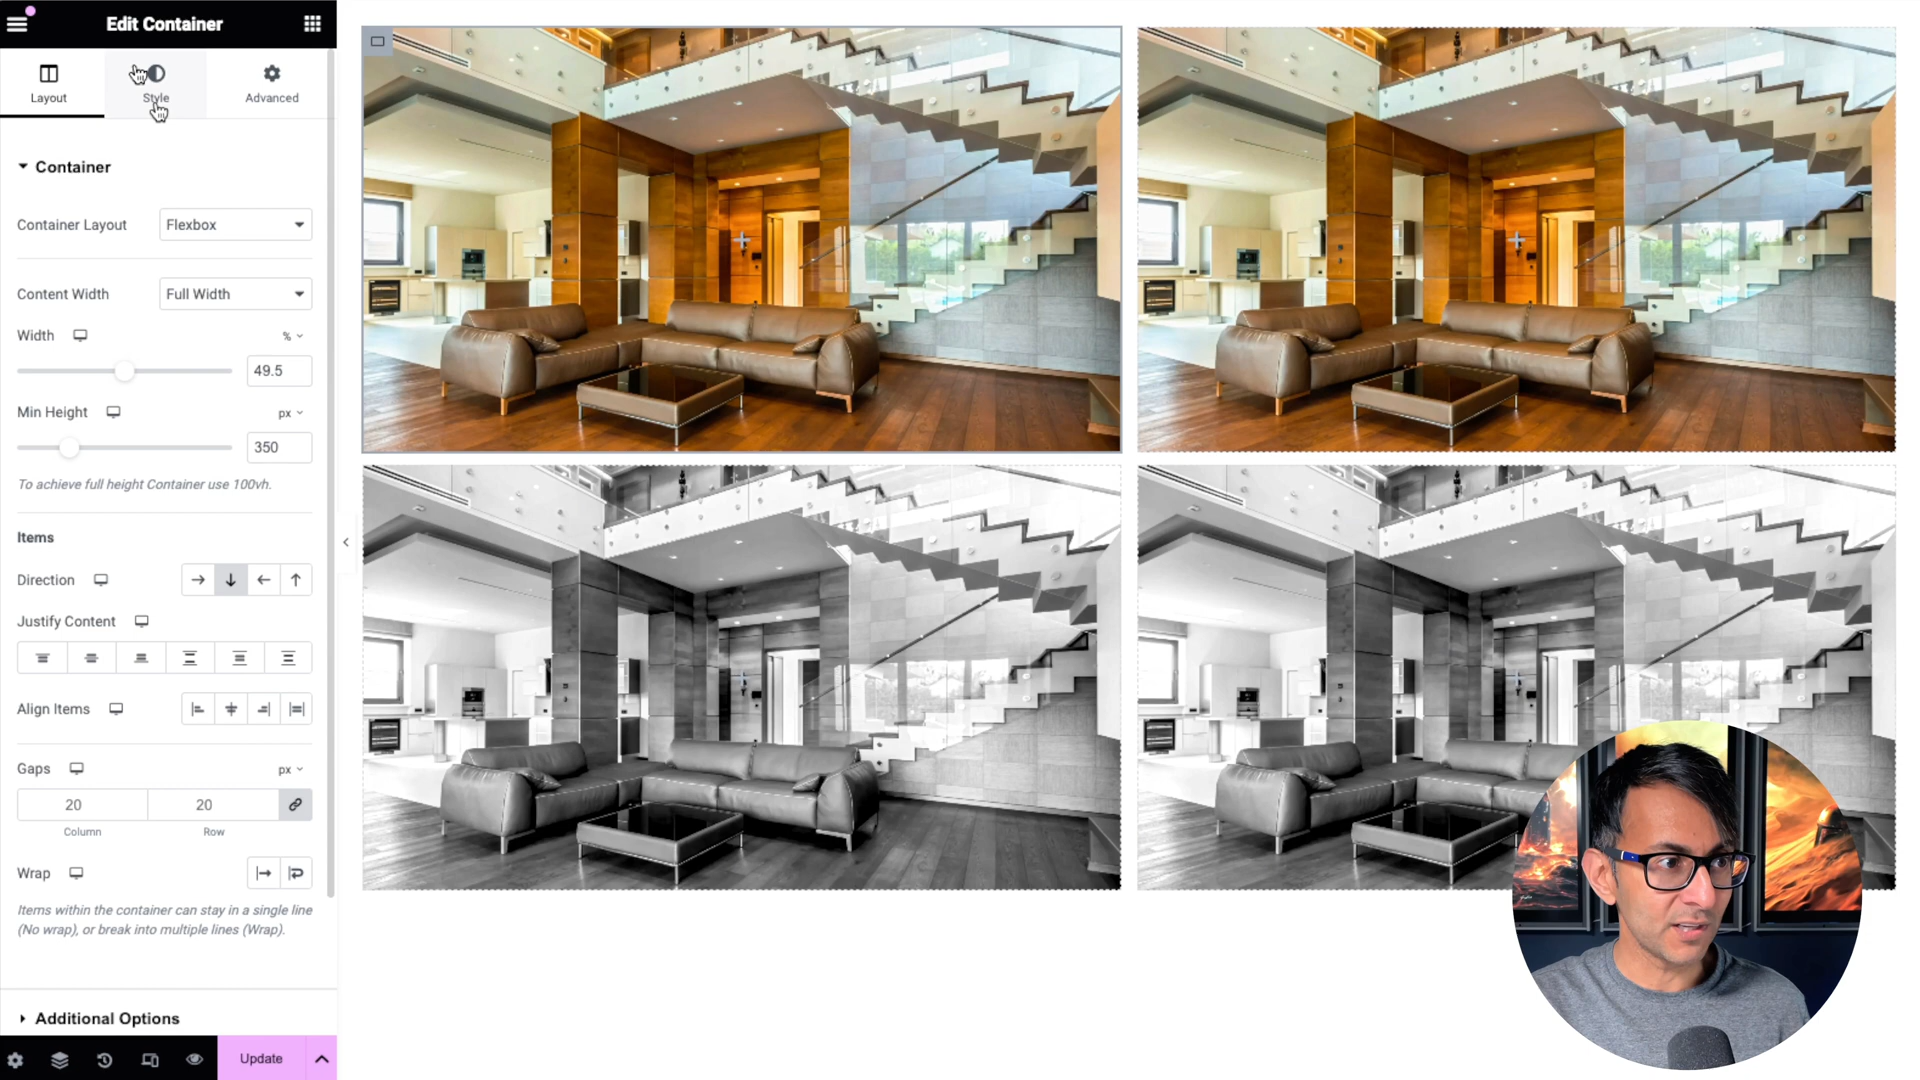 Edit Container
Layout
Style
Advanced
Container
Container Layout
Flexbox
Content Width
Full Width
Width
%
49.5
Min Height
px
350
To achieve full height Container use 100vh.
Items
Direction
Justify Content
Align Items
Gaps
px
20
20
Column
Row
Wrap
Items within the container can stay in a single line
(No wrap), or break into multiple lines (Wrap).
Additional Options
Update